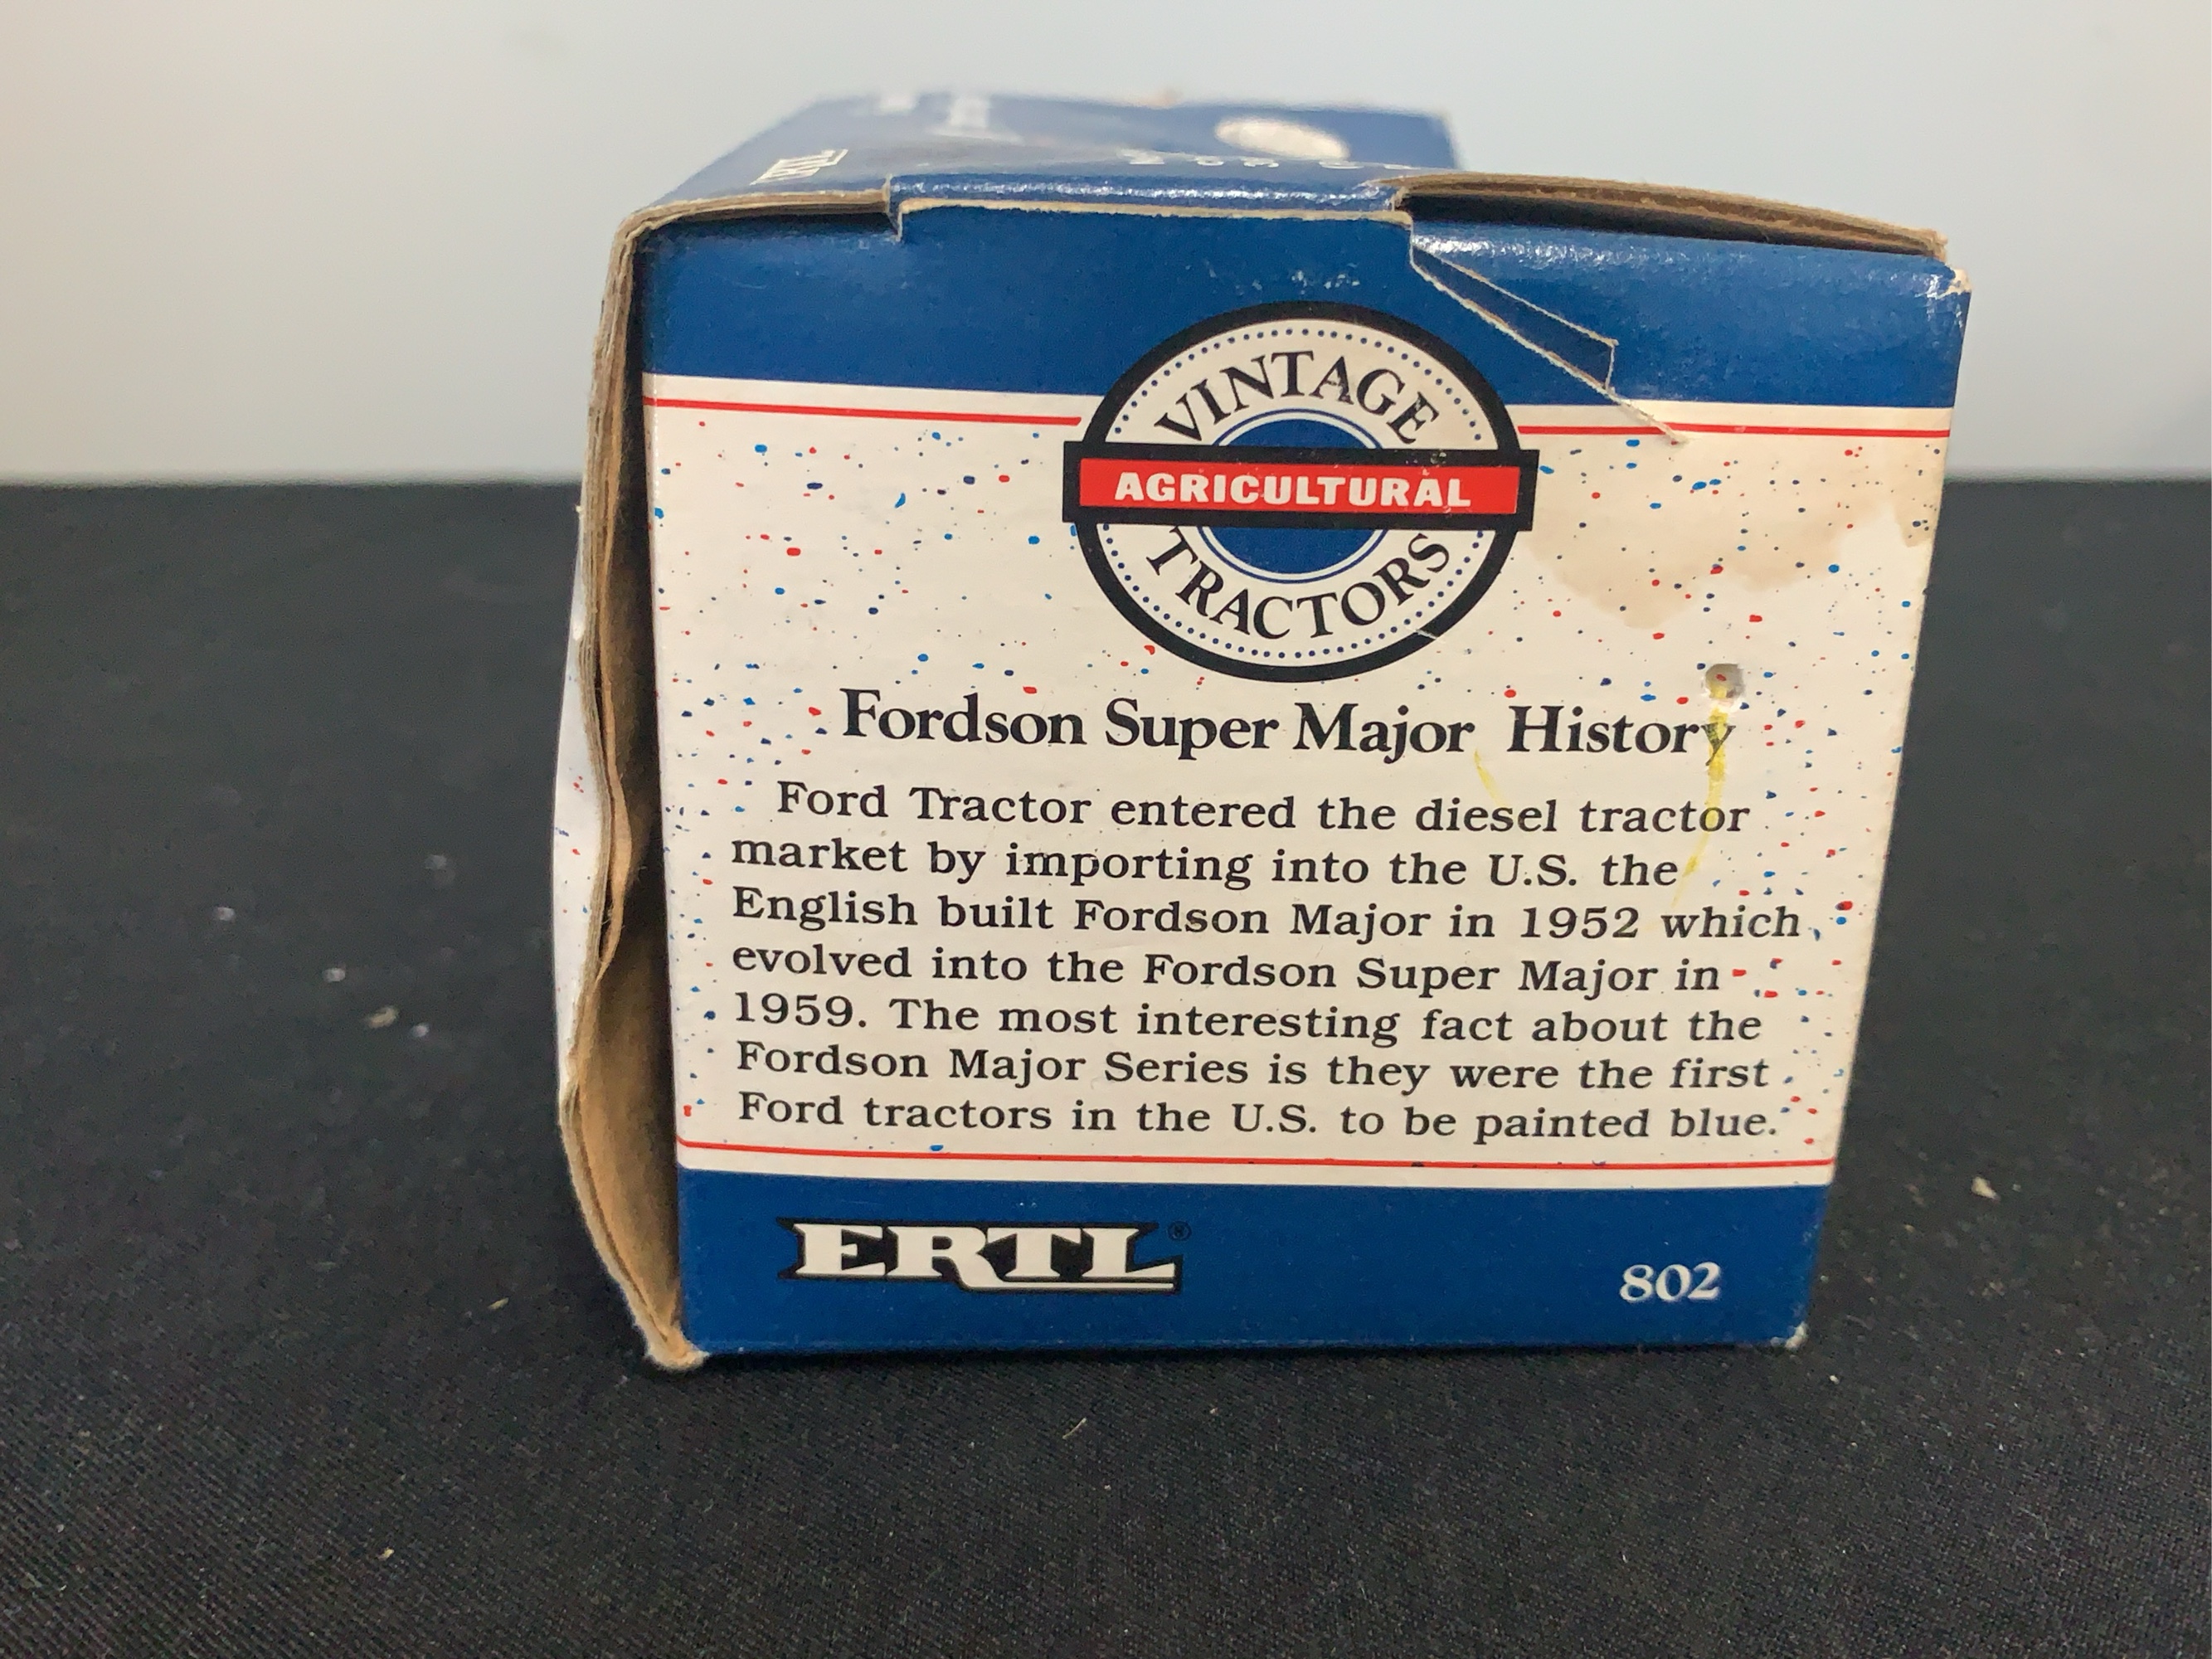 ERTL
VINTAGE
AGRICULTURAL
TRACTORS
Fordson Super Major History
Ford Tractor entered the diesel tractor
market by importing into the U.S. the
English built Fordson Major in 1952 which
evolved into the Fordson Super Major in
1959. The most interesting fact about the
Fordson Major Series is they were the first
Ford tractors in the U.S. to be painted blue.
ERTL®
802